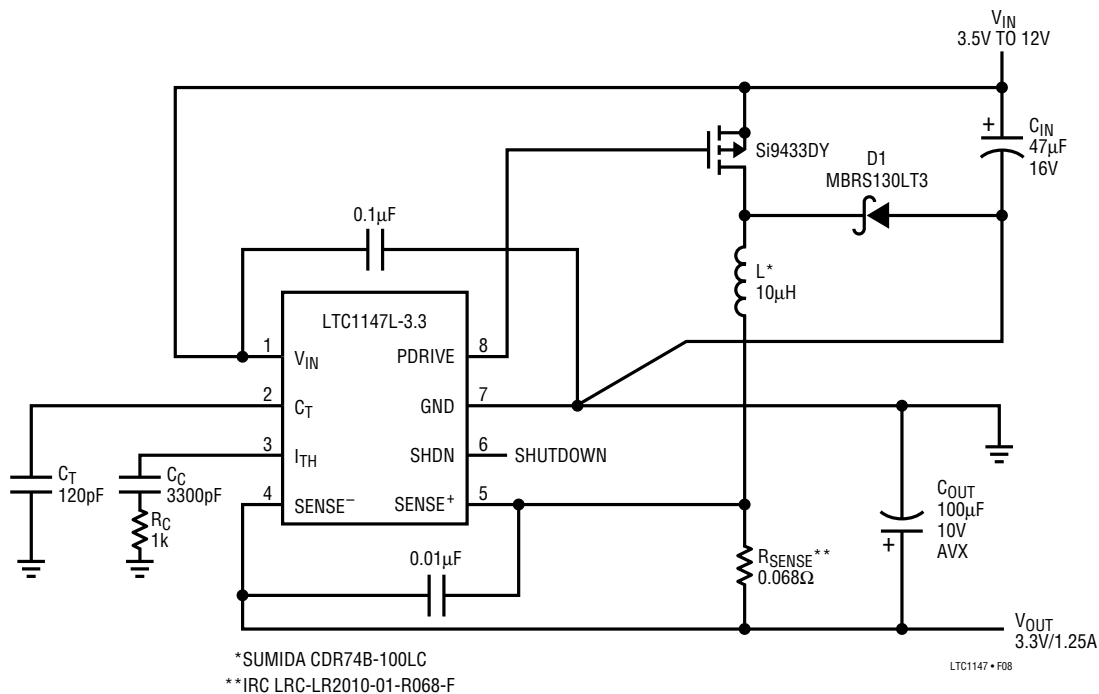 VIN
3.5V TO 12V
+
CIN
47µF
16V
Si9433DY
D1
MBRS130LT3
0.1µF
L*
10µH
LTC1147L-3.3
1
VIN
PDRIVE
8
2
CT
GND
7
3
ITH
SHDN
6
SHUTDOWN
4
SENSE–
SENSE+
5
CT
120pF
CC
3300pF
RC
1k
0.01µF
RSENSE**
0.068Ω
COUT
100µF
10V
AVX
+
VOUT
3.3V/1.25A
*SUMIDA CDR74B-100LC
**IRC LRC-LR2010-01-R068-F
LTC1147 • F08